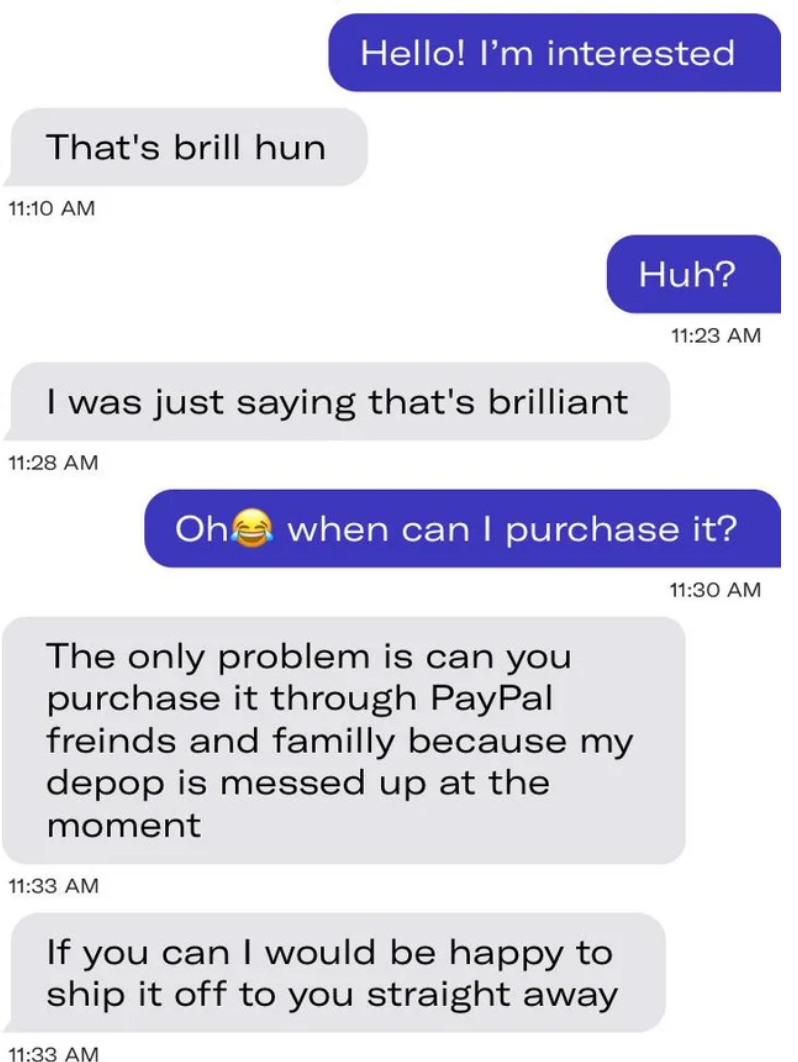 Hello! I’m interested
That's brill hun
11:10 AM
Huh?
11:23 AM
I was just saying that's brilliant
11:28 AM
Oh😂 when can I purchase it?
11:30 AM
The only problem is can you
purchase it through PayPal
freinds and familly because my
depop is messed up at the
moment
11:33 AM
If you can I would be happy to
ship it off to you straight away
11:33 AM